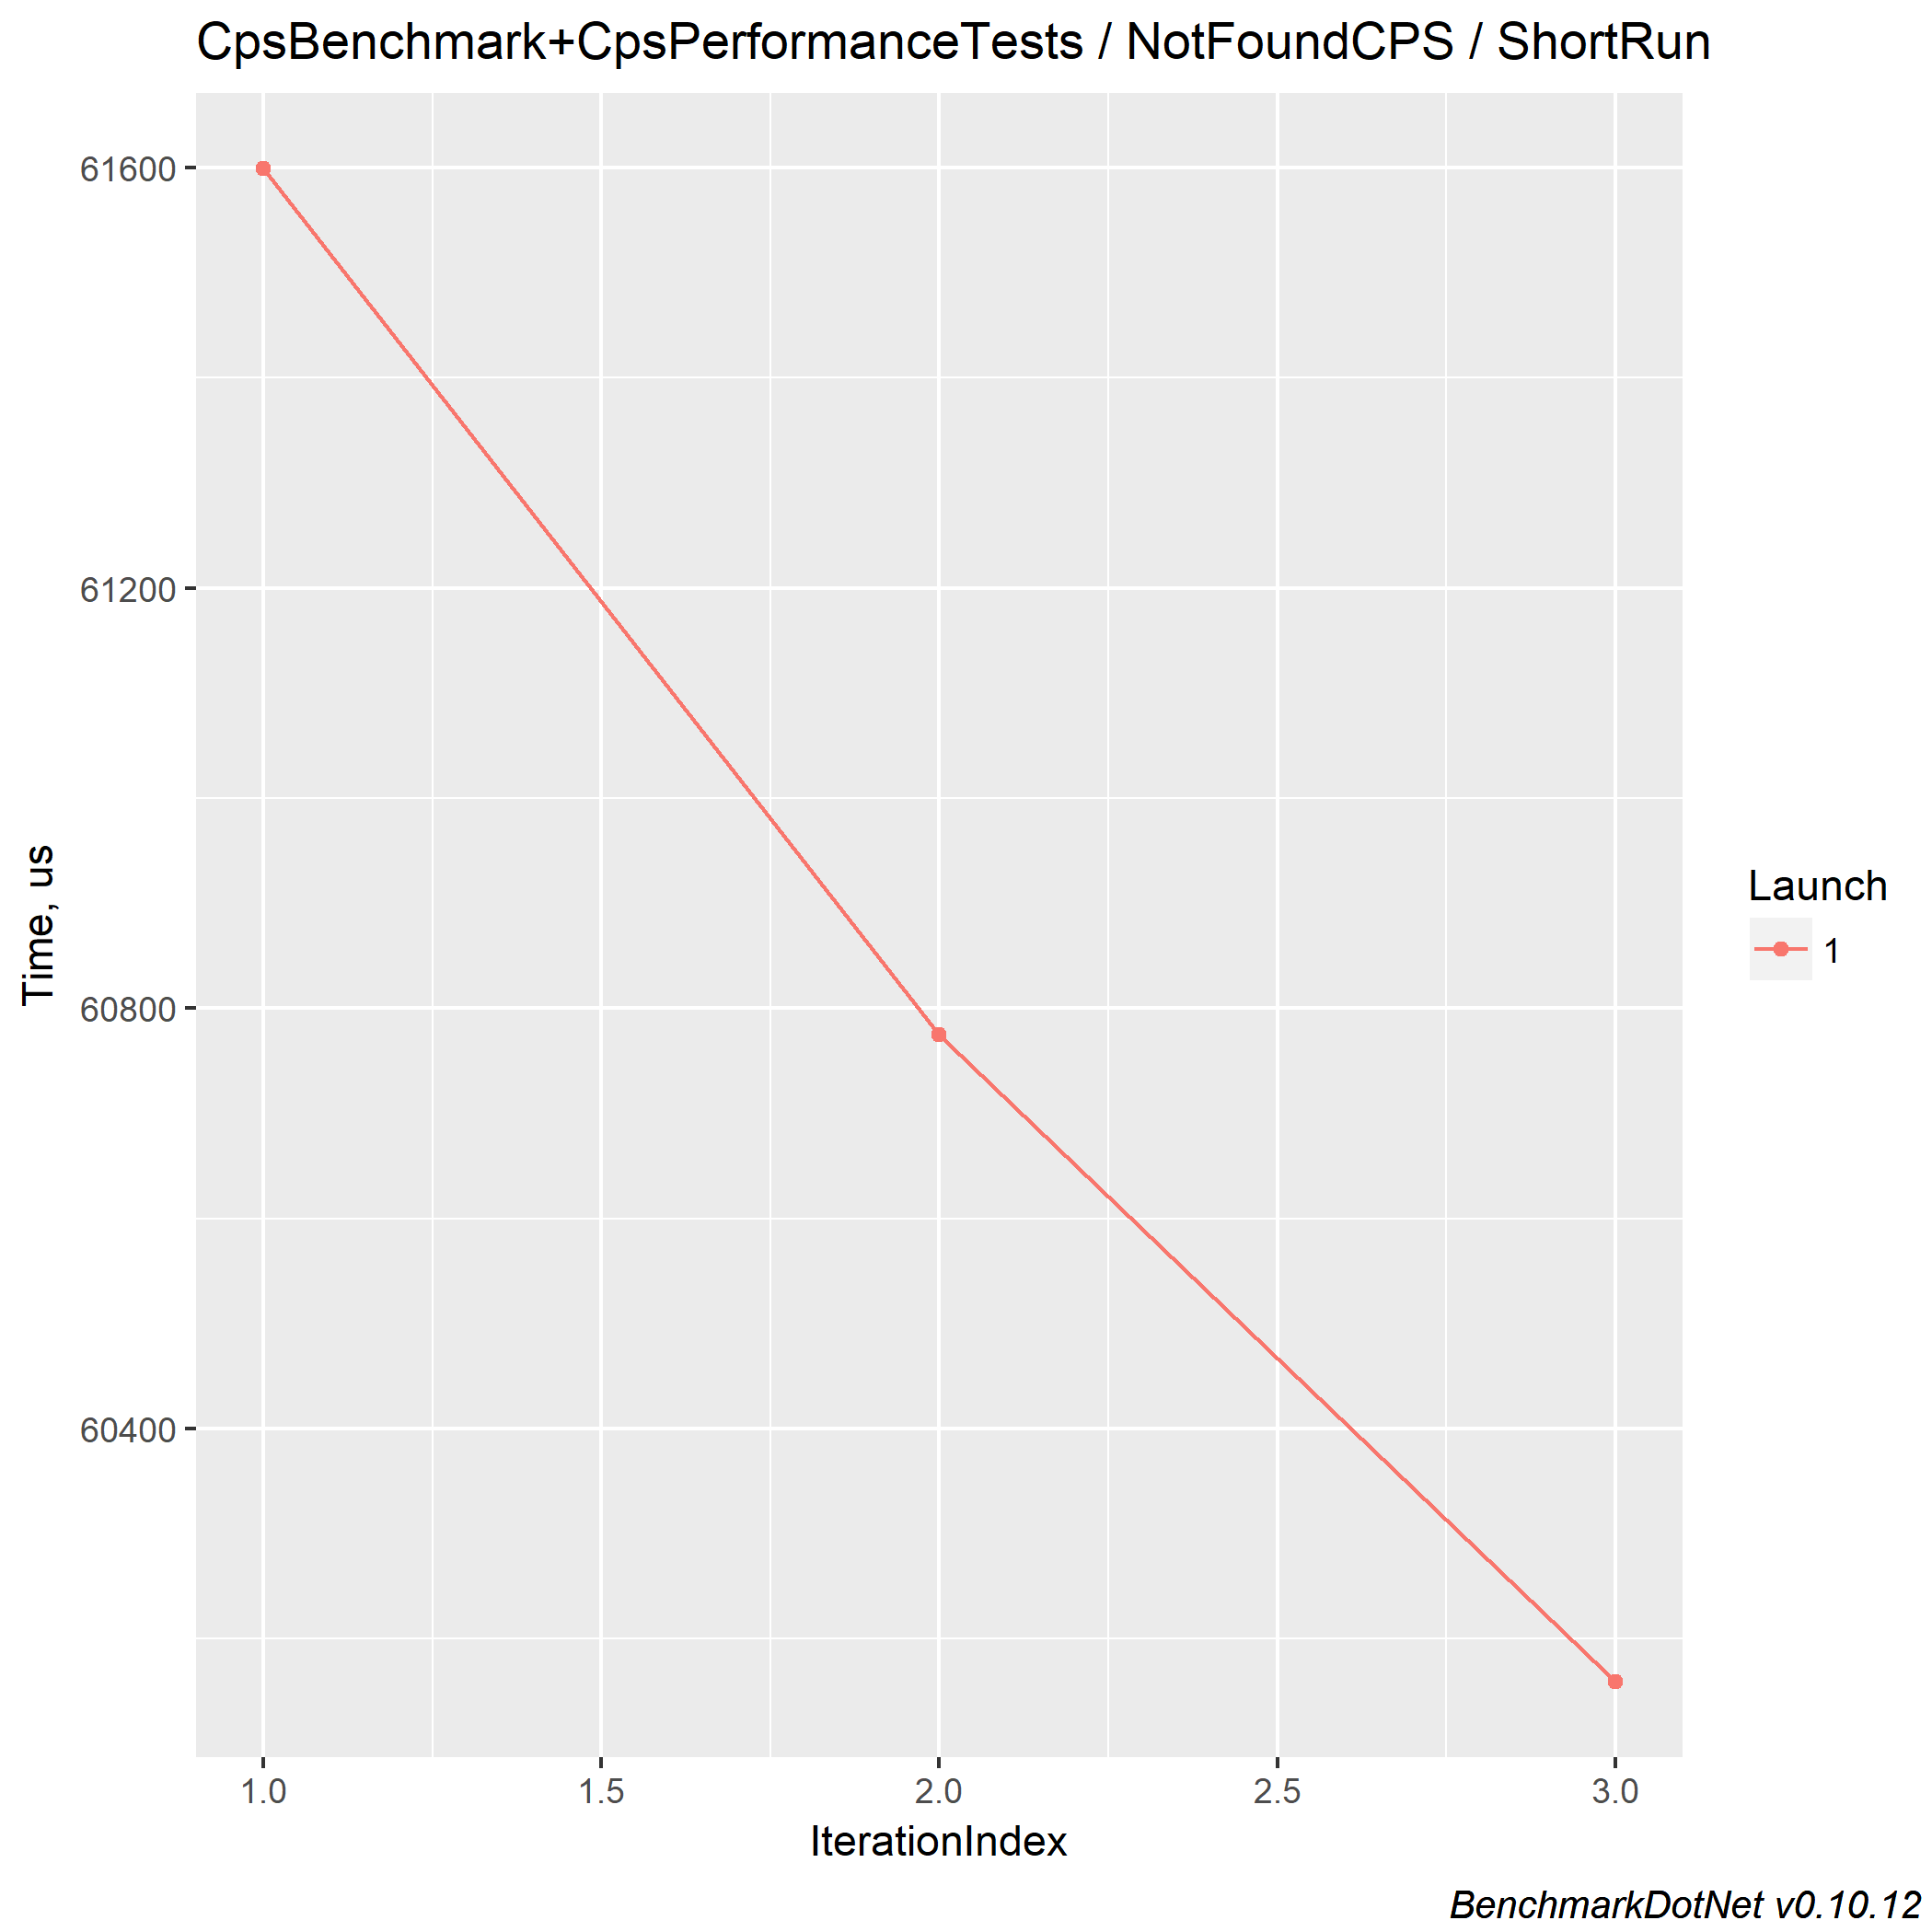 CpsBenchmark+CpsPerformanceTests / NotFoundCPS / ShortRun
61600
61200
60800
60400
Time, us
1.0 1.5 2.0 2.5 3.0
IterationIndex
Launch
1
BenchmarkDotNet v0.10.12